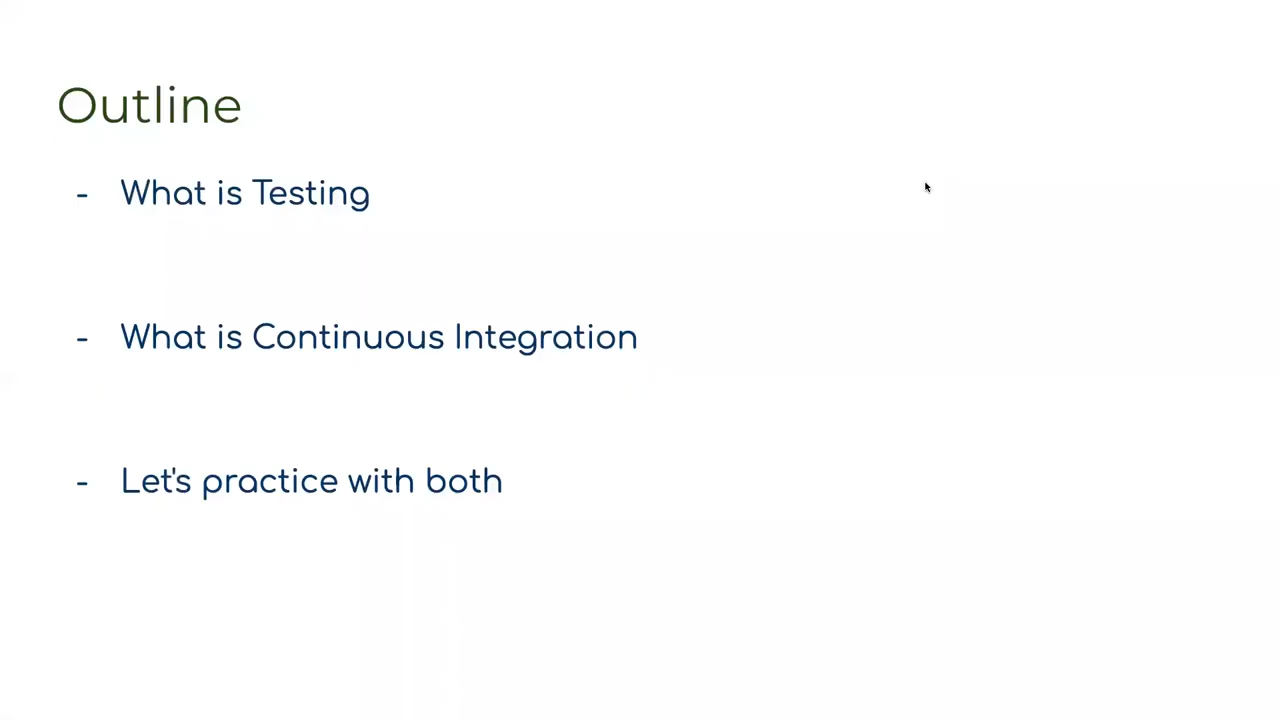 Outline
- What is Testing
- What is Continuous Integration
- Let's practice with both